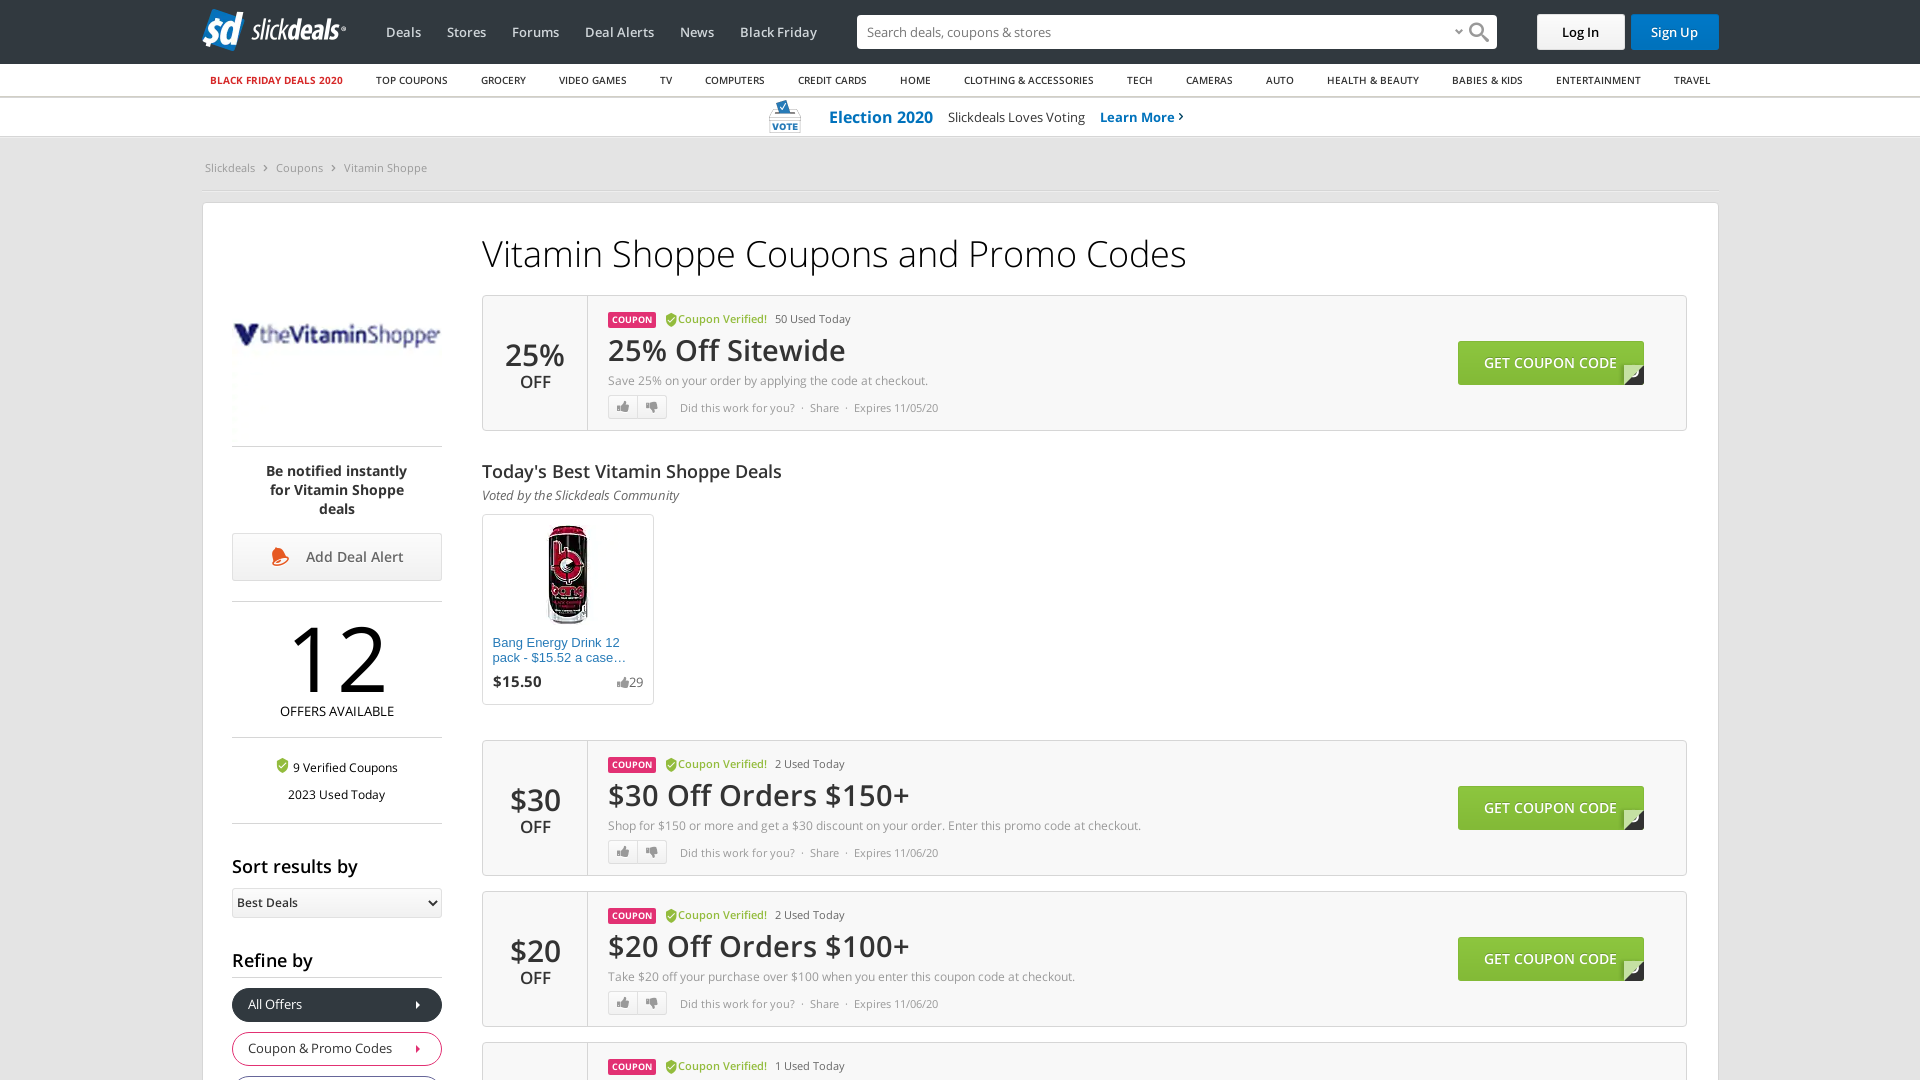 sd slickdeals
Deals Stores Forums Deal Alerts News Black Friday
Search deals, coupons & stores
Log In Sign Up
BLACK FRIDAY DEALS 2020 TOP COUPONS GROCERY VIDEO GAMES TV COMPUTERS CREDIT CARDS HOME CLOTHING & ACCESSORIES TECH CAMERAS AUTO HEALTH & BEAUTY BABIES & KIDS ENTERTAINMENT TRAVEL
VOTE Election 2020 Slickdeals Loves Voting Learn More
Slickdeals Coupons Vitamin Shoppe
theVitaminShoppe
Be notified instantly
for Vitamin Shoppe
deals
Add Deal Alert
12
OFFERS AVAILABLE
9 Verified Coupons
2023 Used Today
Sort results by
Best Deals
Refine by
All Offers
Coupon & Promo Codes
Vitamin Shoppe Coupons and Promo Codes
25%
OFF
COUPON Coupon Verified! 50 Used Today
25% Off Sitewide
Save 25% on your order by applying the code at checkout.
Did this work for you? · Share · Expires 11/05/20
GET COUPON CODE
Today's Best Vitamin Shoppe Deals
Voted by the Slickdeals Community
bang
Bang Energy Drink 12
pack - $15.52 a case…
$15.50 29
$30
OFF
COUPON Coupon Verified! 2 Used Today
$30 Off Orders $150+
Shop for $150 or more and get a $30 discount on your order. Enter this promo code at checkout.
Did this work for you? · Share · Expires 11/06/20
GET COUPON CODE
$20
OFF
COUPON Coupon Verified! 2 Used Today
$20 Off Orders $100+
Take $20 off your purchase over $100 when you enter this coupon code at checkout.
Did this work for you? · Share · Expires 11/06/20
GET COUPON CODE
COUPON Coupon Verified! 1 Used Today